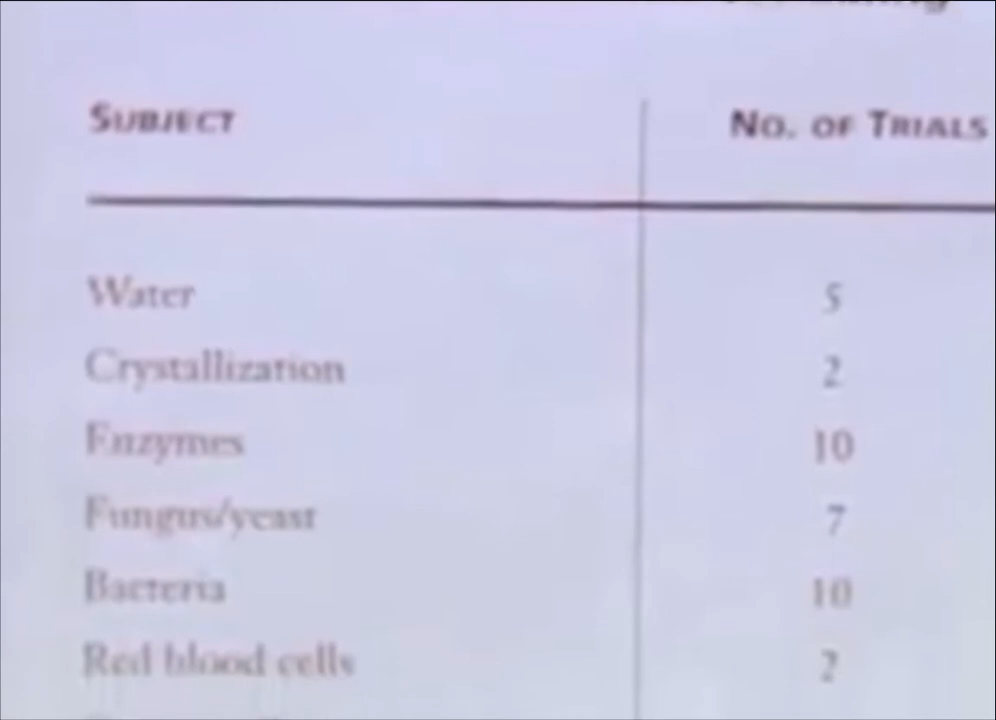 SUBJECT NO. OF TRIALS
Water 5
Crystallization 2
Enzymes 10
Fungus/yeast 7
Bacteria 10
Red blood cells 2